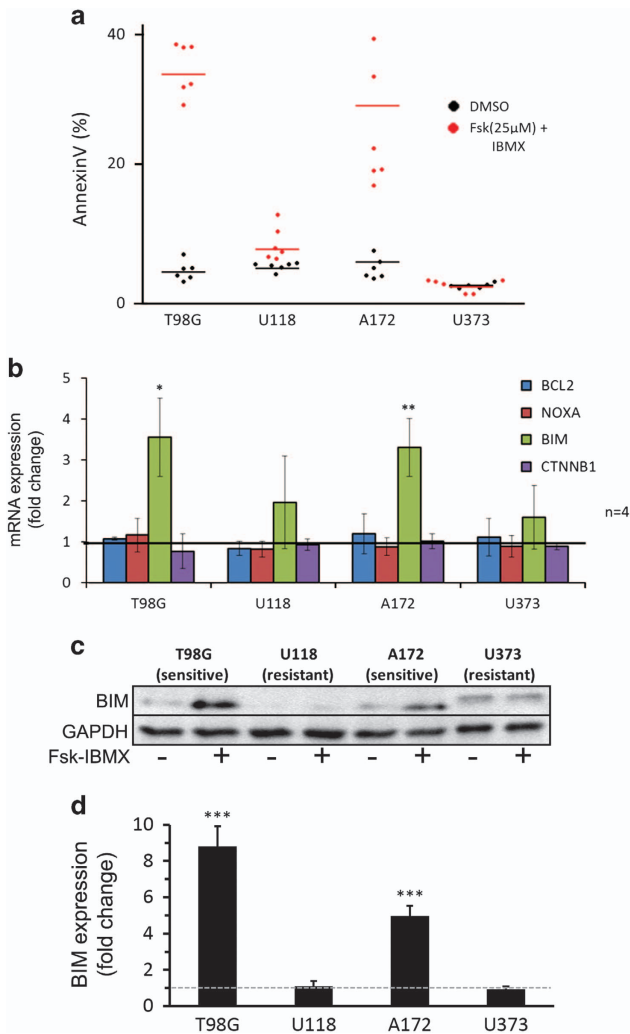 a
40
20
0
AnnexinV (%)
DMSO
Fsk(25µM) +
IBMX
T98G U118 A172 U373
b
5
4
3
2
1
0
mRNA expression
(fold change)
* **
BCL2
NOXA
BIM
CTNNB1
n=4
T98G U118 A172 U373
c
T98G U118 A172 U373
(sensitive) (resistant) (sensitive) (resistant)
BIM
GAPDH
Fsk-IBMX - + - + - + - +
d
10
8
6
4
2
0
BIM expression
(fold change)
*** ***
T98G U118 A172 U373